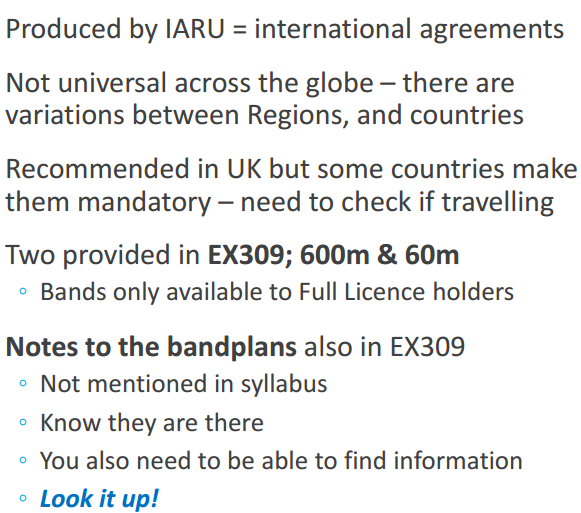 Produced by IARU = international agreements
Not universal across the globe – there are
variations between Regions, and countries
Recommended in UK but some countries make
them mandatory – need to check if travelling
Two provided in EX309; 600m & 60m
◦ Bands only available to Full Licence holders
Notes to the bandplans also in EX309
◦ Not mentioned in syllabus
◦ Know they are there
◦ You also need to be able to find information
◦ Look it up!